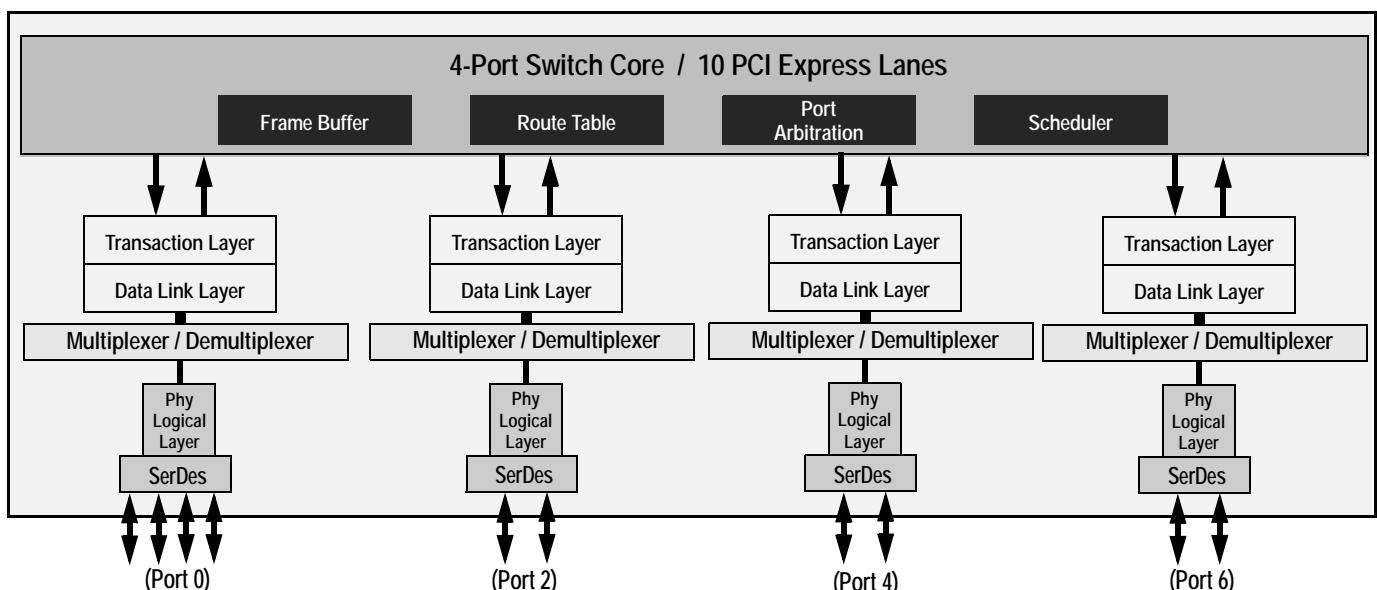 4-Port Switch Core / 10 PCI Express Lanes
Frame Buffer
Route Table
Port
Arbitration
Scheduler
Transaction Layer
Data Link Layer
Multiplexer / Demultiplexer
Phy
Logical
Layer
SerDes
(Port 0)
Transaction Layer
Data Link Layer
Multiplexer / Demultiplexer
Phy
Logical
Layer
SerDes
(Port 2)
Transaction Layer
Data Link Layer
Multiplexer / Demultiplexer
Phy
Logical
Layer
SerDes
(Port 4)
Transaction Layer
Data Link Layer
Multiplexer / Demultiplexer
Phy
Logical
Layer
SerDes
(Port 6)